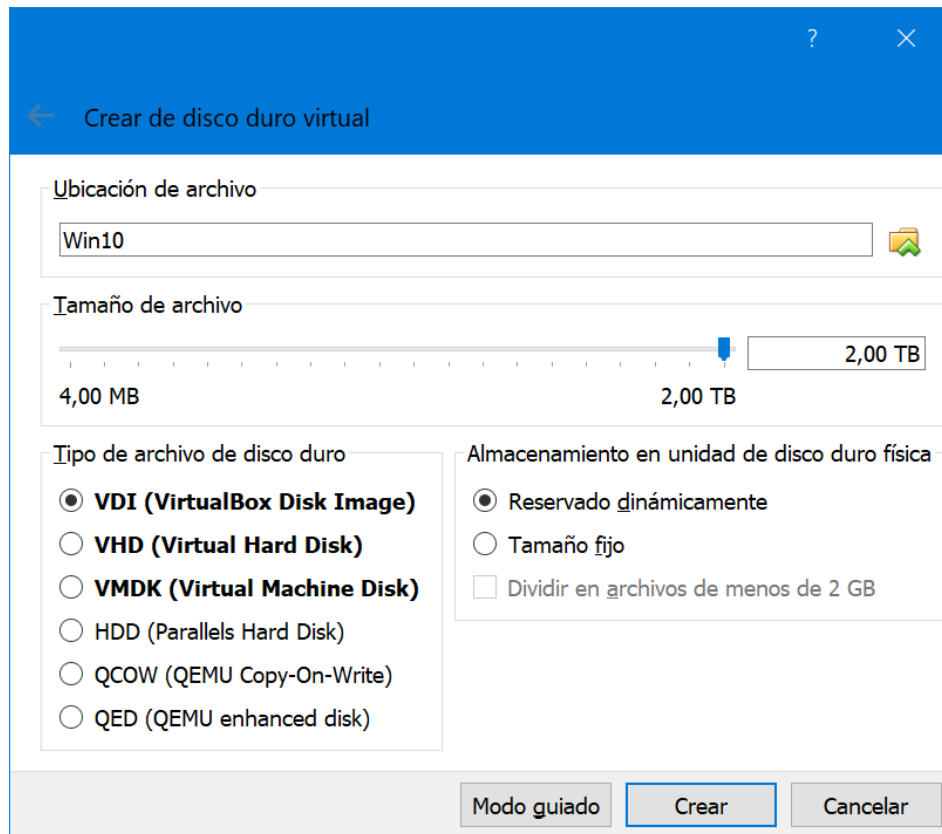 ?
Crear de disco duro virtual
Ubicación de archivo
Win10
Tamaño de archivo
2,00 TB
4,00 MB 2,00 TB
Tipo de archivo de disco duro
VDI (VirtualBox Disk Image)
VHD (Virtual Hard Disk)
VMDK (Virtual Machine Disk)
HDD (Parallels Hard Disk)
QCOW (QEMU Copy-On-Write)
QED (QEMU enhanced disk)
Almacenamiento en unidad de disco duro física
Reservado dinámicamente
Tamaño fijo
Dividir en archivos de menos de 2 GB
Modo guiado Crear Cancelar